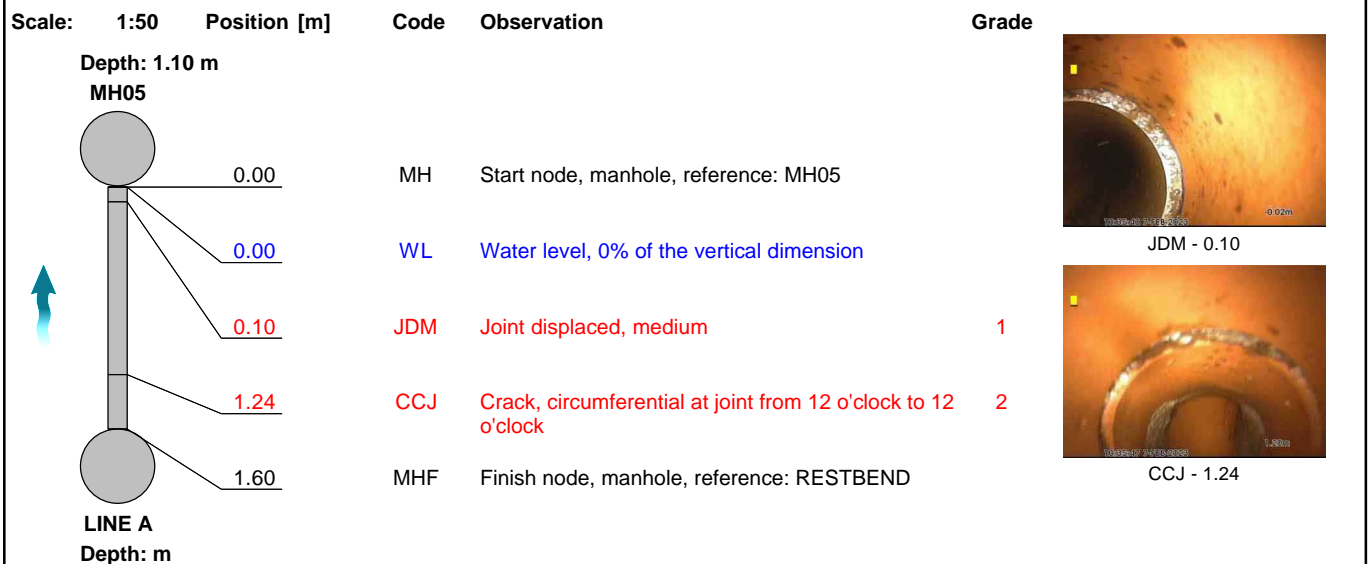 Scale: 1:50 Position [m] Code Observation Grade
Depth: 1.10 m
MH05
0.00 MH Start node, manhole, reference: MH05
0.00 WL Water level, 0% of the vertical dimension
0.10 JDM Joint displaced, medium 1
1.24 CCJ Crack, circumferential at joint from 12 o'clock to 12
o'clock 2
1.60 MHF Finish node, manhole, reference: RESTBEND
LINE A
Depth: m
-0.02m
JDM - 0.10
CCJ - 1.24